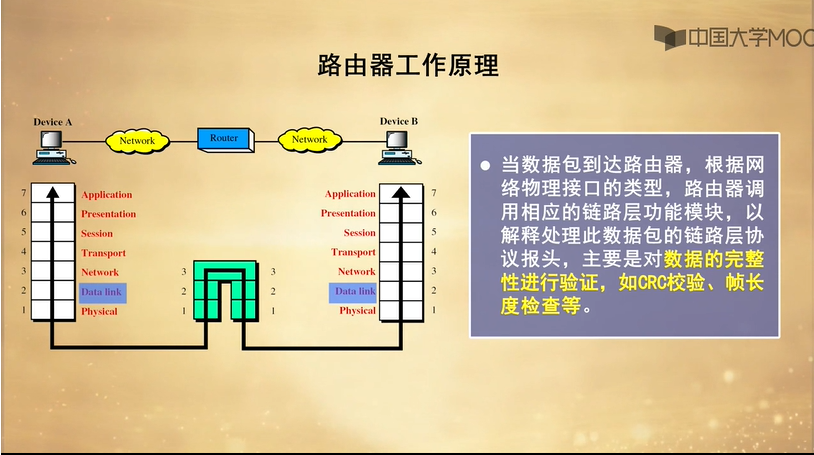 中国大学MOO
路由器工作原理
Device A
Device B
Network
Router
Network
7
Application
Application
7
6
Presentation
Presentation
6
5
Session
Session
5
4
Transport
Transport
4
3
Network
3
3
Network
3
2
Data link
2
2
Data link
2
1
Physical
1
1
Physical
1
当数据包到达路由器，根据网
络物理接口的类型，路由器调
用相应的链路层功能模块，以
解释处理此数据包的链路层协
议报头，主要是对数据的完整
性进行验证，如CRC校验、帧长
度检查等。